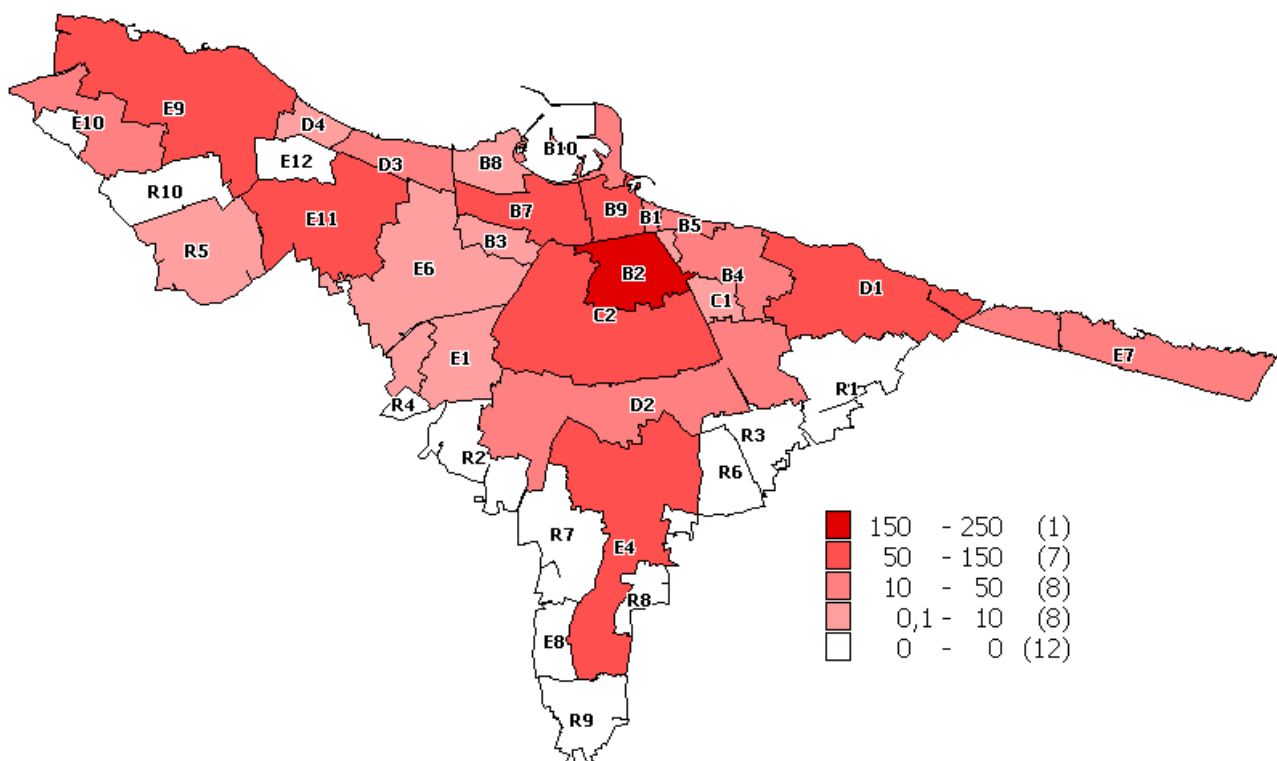 E9
E10
D4
B10
E12
D3
B8
R10
B7
B9
B1
B5
E11
R5
B3
E6
B2
B4
D1
C1
C2
E7
E1
R4
R1
D2
R3
R2
R6
R7
E4
R8
E8
R9
150 - 250 (1)
50 - 150 (7)
10 - 50 (8)
0,1 - 10 (8)
0 - 0 (12)